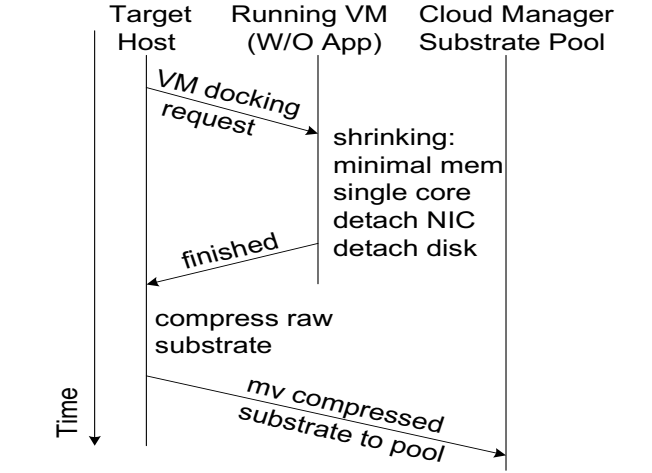 Target
Host
Running VM
(W/O App)
Cloud Manager
Substrate Pool
VM docking
request
shrinking:
minimal mem
single core
detach NIC
detach disk
finished
compress raw
substrate
mv compressed
substrate to pool
Time